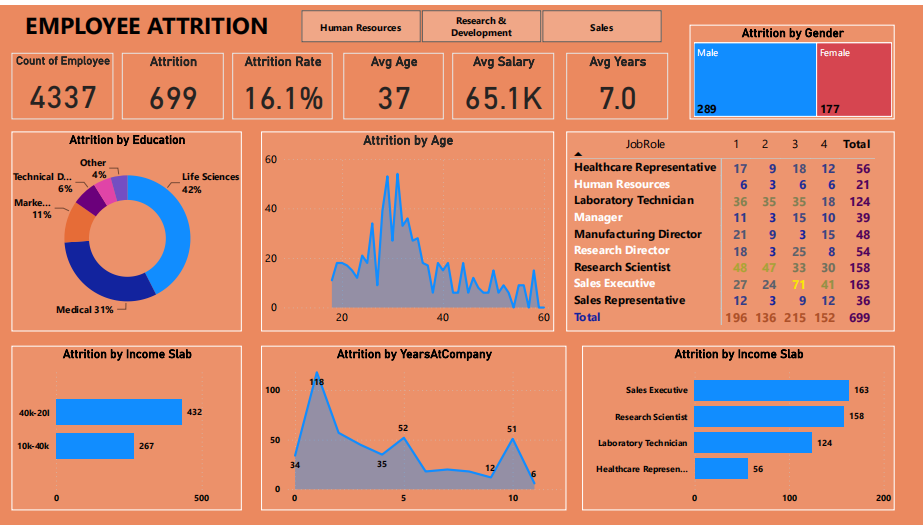 EMPLOYEE ATTRITION
Human Resources
Research &
Development
Sales
Count of Employee
4337
Attrition
699
Attrition Rate
16.1%
Avg Age
37
Avg Salary
65.1K
Avg Years
7.0
Attrition by Gender
Male
289
Female
177
Attrition by Education
Other
4%
Technical D...
6%
Marke...
11%
Life Sciences
42%
Medical 31%
Attrition by Age
60
40
20
0
20 40 60
JobRole 1 2 3 4 Total
Healthcare Representative 17 9 18 12 56
Human Resources 6 3 6 6 21
Laboratory Technician 36 35 35 18 124
Manager 11 3 15 10 39
Manufacturing Director 21 9 3 15 48
Research Director 18 3 25 8 54
Research Scientist 48 47 33 30 158
Sales Executive 27 24 71 41 163
Sales Representative 12 3 9 12 36
Total 196 136 215 152 699
Attrition by Income Slab
40k-20l 432
10k-40k 267
0 500
Attrition by YearsAtCompany
100
50
0
118
34
35
52
12
51
6
0 5 10
Attrition by Income Slab
Sales Executive 163
Research Scientist 158
Laboratory Technician 124
Healthcare Represen... 56
0 100 200